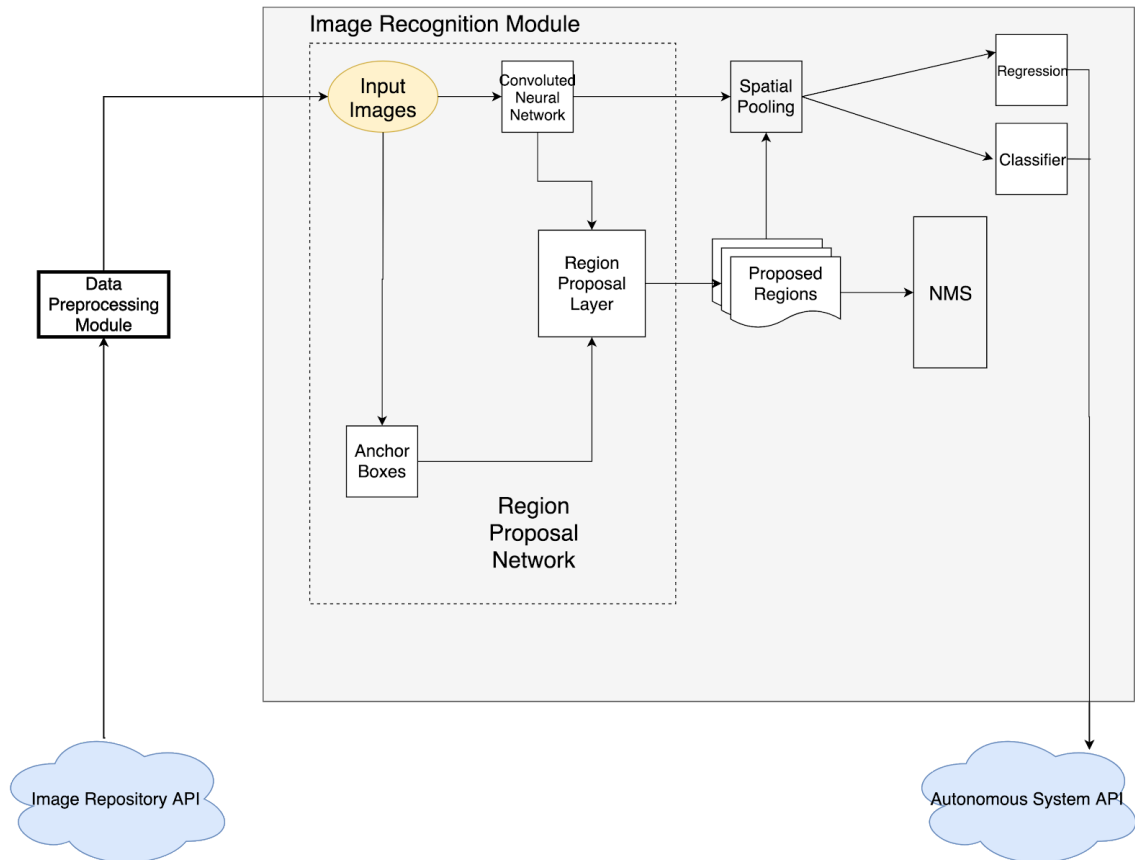 Image Recognition Module
Input
Images
Convoluted
Neural
Network
Spatial
Pooling
Regression
Classifier
Region
Proposal
Layer
Proposed
Regions
NMS
Data
Preprocessing
Module
Anchor
Boxes
Region
Proposal
Network
Image Repository API
Autonomous System API